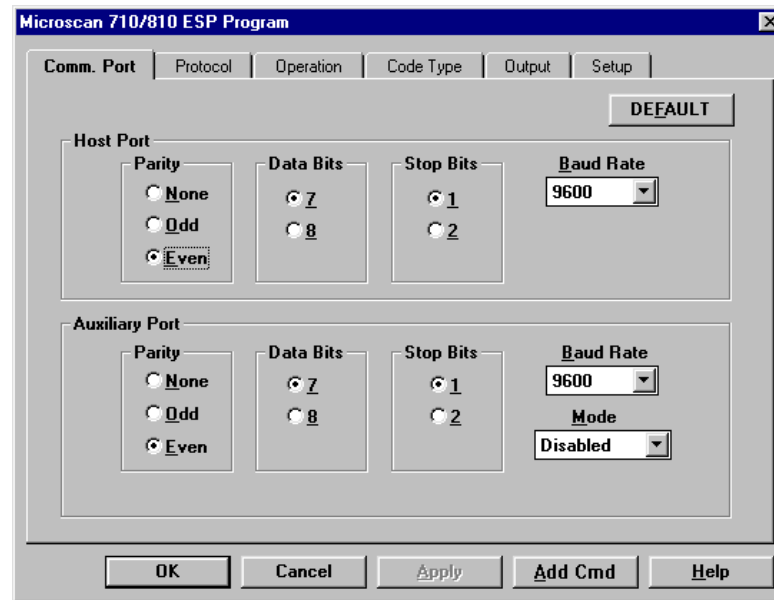 Microscan 710/810 ESP Program
Comm. Port Protocol Operation Code Type Output Setup
DEFAULT
Host Port
Parity Data Bits Stop Bits Baud Rate
None 7 1 9600
Odd 8 2
Even
Auxiliary Port
Parity Data Bits Stop Bits Baud Rate
None 7 1 9600
Odd 8 2 Mode
Even Disabled
OK Cancel Apply Add Cmd Help